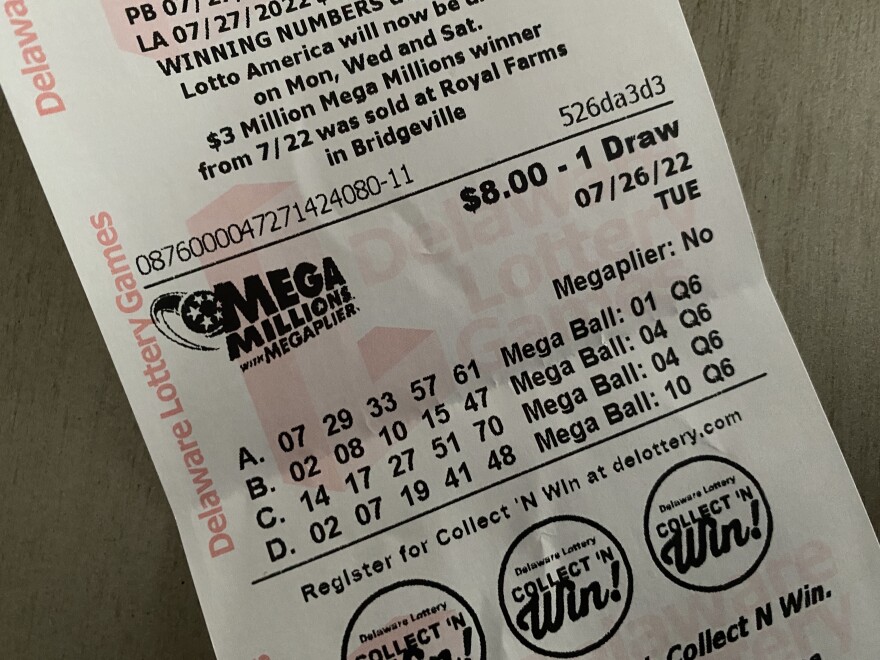 Delaware Lottery Games
PB 07/
LA 07/27/2022
WINNING NUMBERS
Lotto America will now be
on Mon, Wed and Sat.
$3 Million Mega Millions winner
from 7/22 was sold at Royal Farms
in Bridgeville
0876000047271424080-11
526da3d3
$8.00 - 1 Draw
07/26/22
TUE
MEGA
MILLIONS
WITH MEGAPLIER.
Megaplier: No
A. 07 29 33 57 61 Mega Ball: 01 Q6
B. 02 08 10 15 47 Mega Ball: 04 Q6
C. 14 17 27 51 70 Mega Ball: 04 Q6
D. 02 07 19 41 48 Mega Ball: 10 Q6
Register for Collect 'N Win at delottery.com
Delaware Lottery
COLLECT 'N
Win!
Delaware Lottery
COLLECT 'N
Win!
Delaware Lottery
COLLECT 'N
Win!
Collect N Win.
Delaware
Lottery
Games
Delaware
Lottery